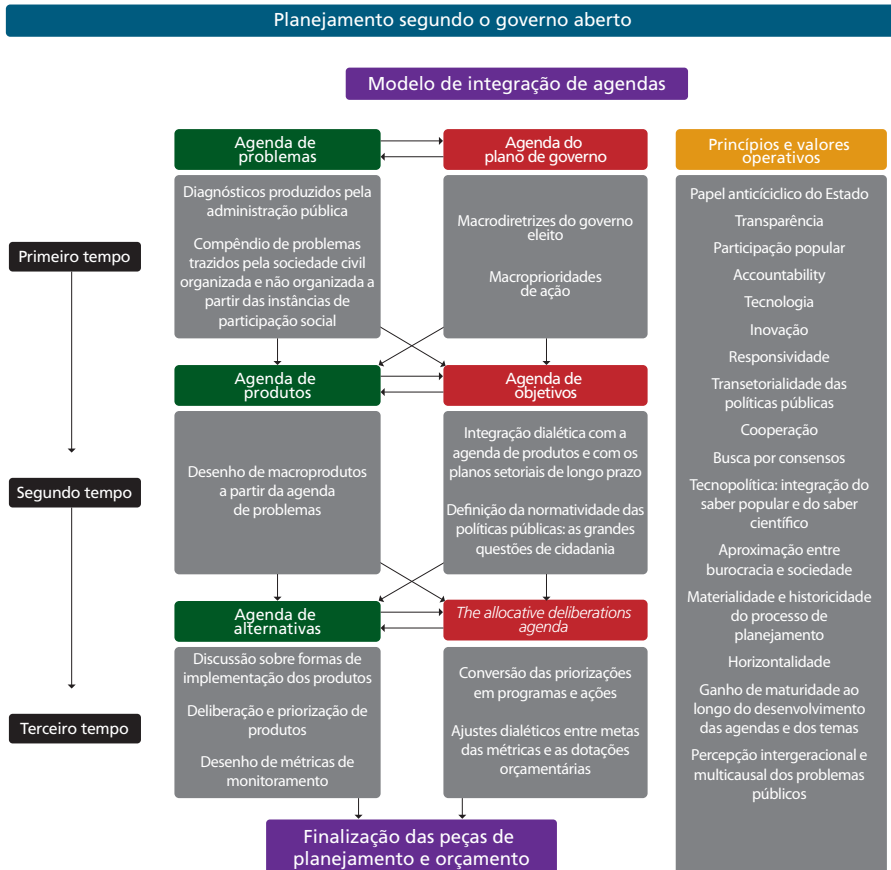 Planejamento segundo o governo aberto
Modelo de integração de agendas
Agenda de
problemas
Agenda do
plano de governo
Princípios e valores
operativos
Primeiro tempo
Diagnósticos produzidos pela
administração pública
Compêndio de problemas
trazidos pela sociedade civil
organizada e não organizada a
partir das instâncias de
participação social
Macrodiretrizes do governo
eleito
Macroprioridades
de ação
Agenda de
produtos
Agenda de
objetivos
Segundo tempo
Desenho de macroprodutos
a partir da agenda
de problemas
Integração dialética com a
agenda de produtos e com os
planos setoriais de longo prazo
Definição da normatividade das
políticas públicas: as grandes
questões de cidadania
Agenda de
alternativas
The allocative deliberations
agenda
Terceiro tempo
Discussão sobre formas de
implementação dos produtos
Deliberação e priorização de
produtos
Desenho de métricas de
monitoramento
Conversão das priorizações
em programas e ações
Ajustes dialéticos entre metas
das métricas e as dotações
orçamentárias
Finalização das peças de
planejamento e orçamento
Papel anticíciclico do Estado
Transparência
Participação popular
Accountability
Tecnologia
Inovação
Responsividade
Transetorialidade das
políticas públicas
Cooperação
Busca por consensos
Tecnopolítica: integração do
saber popular e do saber
científico
Aproximação entre
burocracia e sociedade
Materialidade e historicidade
do processo de
planejamento
Horizontalidade
Ganho de maturidade ao
longo do desenvolvimento
das agendas e dos temas
Percepção intergeracional e
multicausal dos problemas
públicos